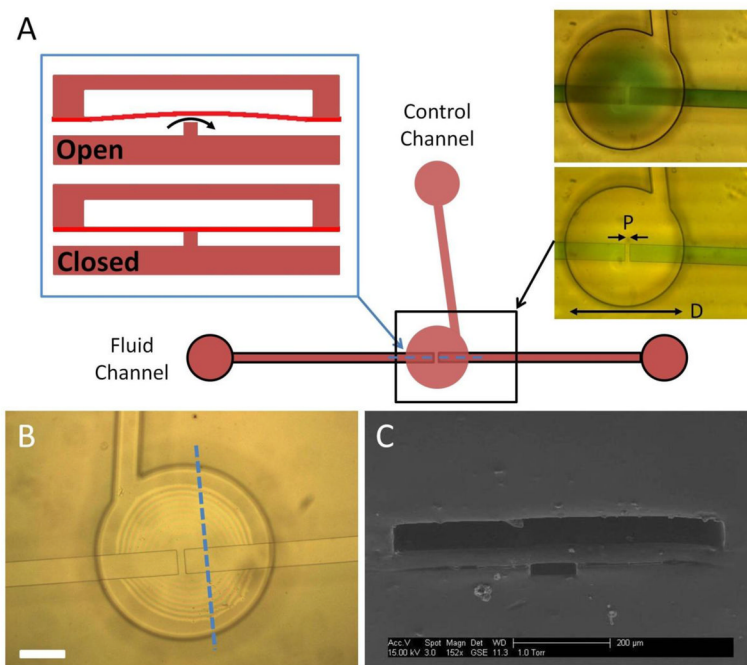 A
Open
Closed
Control
Channel
Fluid
Channel
P
D
B
C
Acc.V Spot Magn Det WD 200 µm
15.00 kV 3.0 152x GSE 11.3 1.0 Torr